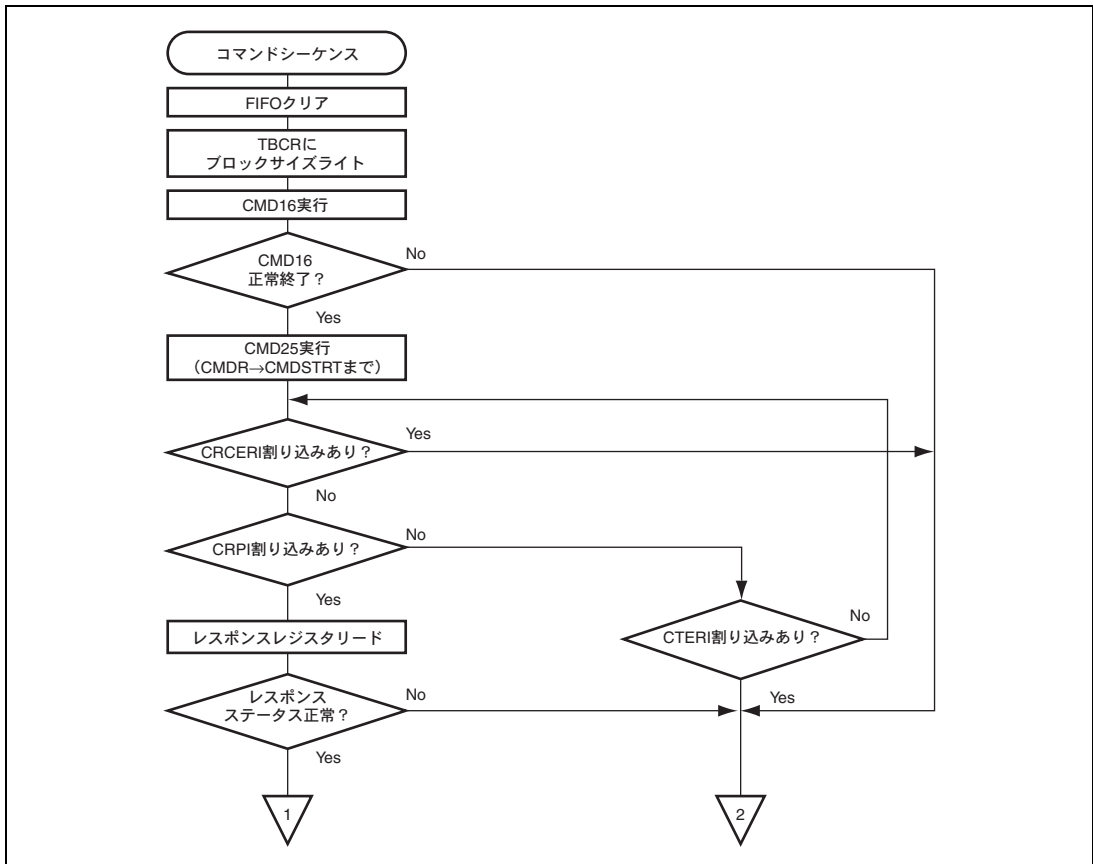 コマンドシーケンス
FIFOクリア
TBCRに
ブロックサイズライト
CMD16実行
CMD16
正常終了？
No
Yes
CMD25実行
（CMDR→CMDSTRTまで）
CRCERI割り込みあり？
Yes
No
CRPI割り込みあり？
No
Yes
CTERI割り込みあり？
No
Yes
レスポンスレジスタリード
レスポンス
ステータス正常？
No
Yes
1
2